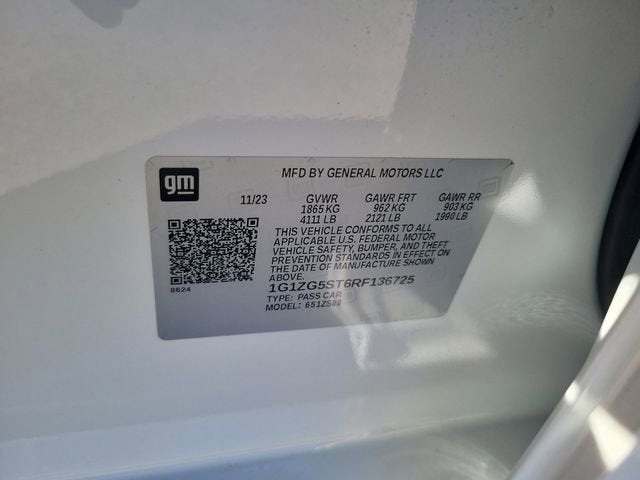 gm
MFD BY GENERAL MOTORS LLC
11/23 GVWR GAWR FRT GAWR RR
1865 KG 962 KG 903 KG
4111 LB 2121 LB 1990 LB
THIS VEHICLE CONFORMS TO ALL
APPLICABLE U.S. FEDERAL MOTOR
VEHICLE SAFETY, BUMPER, AND THEFT
PREVENTION STANDARDS IN EFFECT ON
THE DATE OF MANUFACTURE SHOWN ABOVE.
1G1ZG5ST6RF136725
TYPE: PASS CAR
MODEL:
8624